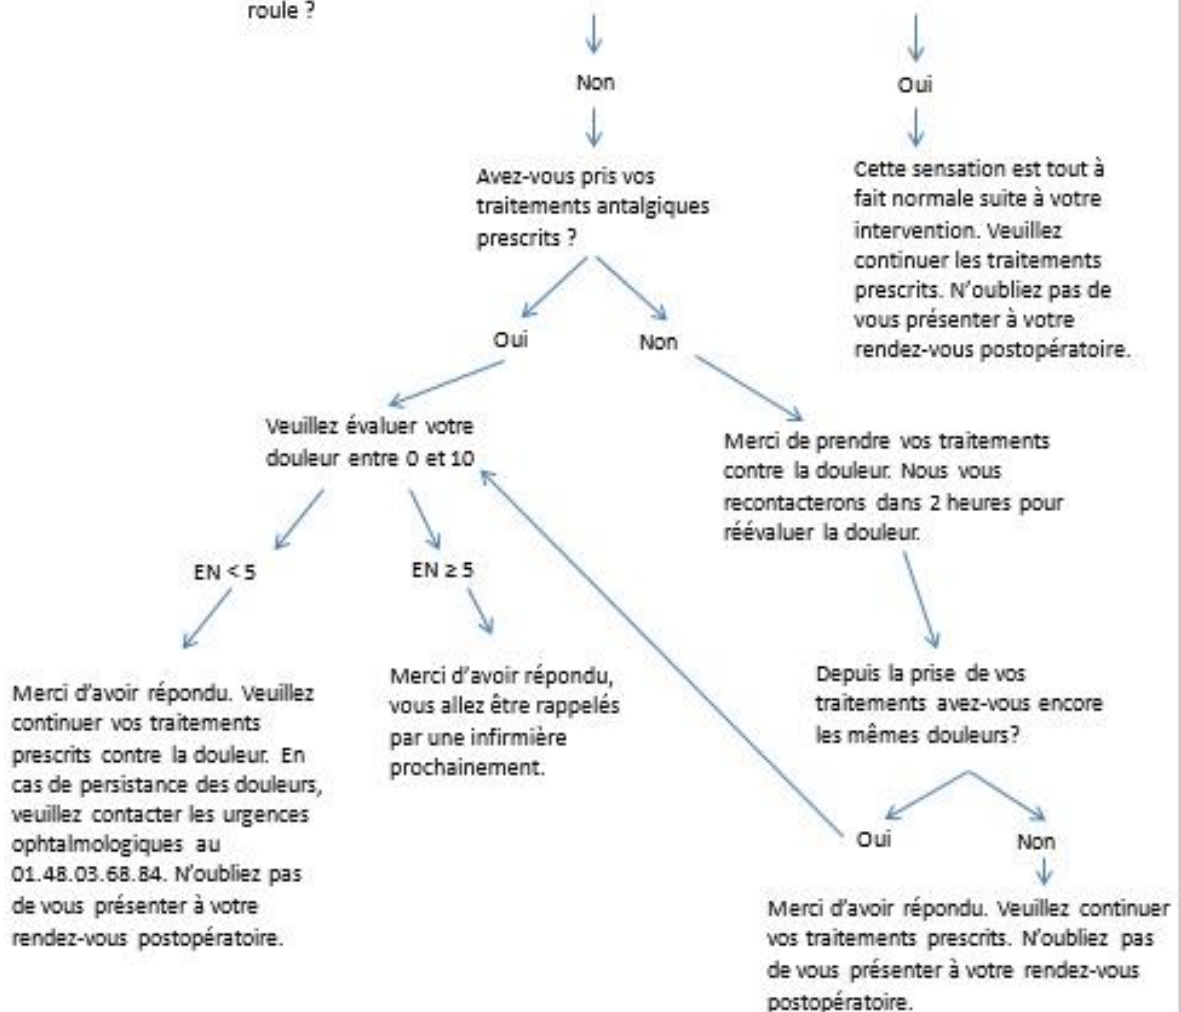 roule ?
Non
Oui
Avez-vous pris vos
traitements antalgiques
prescrits ?
Cette sensation est tout à
fait normale suite à votre
intervention. Veuillez
continuer les traitements
prescrits. N'oubliez pas de
vous présenter à votre
rendez-vous postopératoire.
Oui
Non
Veuillez évaluer votre
douleur entre 0 et 10
Merci de prendre vos traitements
contre la douleur. Nous vous
recontacterons dans 2 heures pour
réévaluer la douleur.
EN < 5
EN ≥ 5
Merci d'avoir répondu. Veuillez
continuer vos traitements
prescrits contre la douleur. En
cas de persistance des douleurs,
veuillez contacter les urgences
ophtalmologiques au
01.48.03.68.84. N'oubliez pas
de vous présenter à votre
rendez-vous postopératoire.
Merci d'avoir répondu,
vous allez être rappelés
par une infirmière
prochainement.
Depuis la prise de vos
traitements avez-vous encore
les mêmes douleurs?
Oui
Non
Merci d'avoir répondu. Veuillez continuer
vos traitements prescrits. N'oubliez pas
de vous présenter à votre rendez-vous
postopératoire.